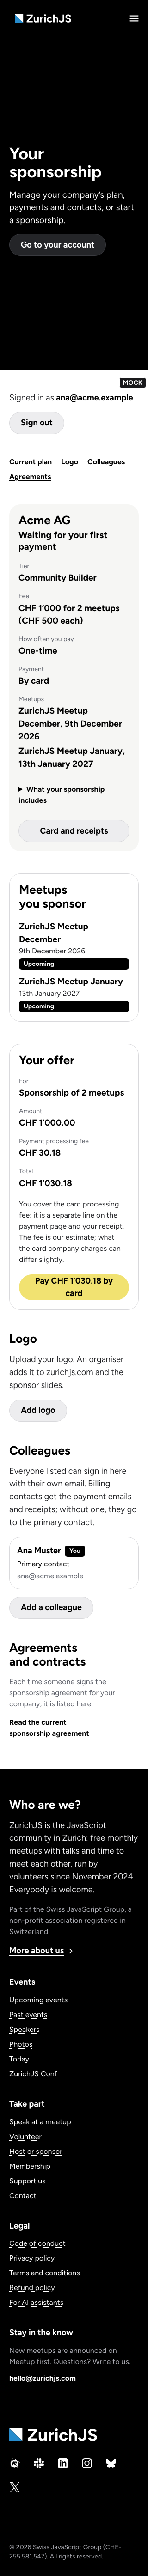 ZurichJS
Your
sponsorship
Manage your company's plan,
payments and contacts, or start
a sponsorship.
Go to your account
MOCK
Signed in as ana@acme.example
Sign out
Current plan Logo Colleagues
Agreements
Acme AG
Waiting for your first
payment
Tier
Community Builder
Fee
CHF 1'000 for 2 meetups
(CHF 500 each)
How often you pay
One-time
Payment
By card
Meetups
ZurichJS Meetup
December, 9th December
2026
ZurichJS Meetup January,
13th January 2027
What your sponsorship
includes
Card and receipts
Meetups
you sponsor
ZurichJS Meetup
December
9th December 2026
Upcoming
ZurichJS Meetup January
13th January 2027
Upcoming
Your offer
For
Sponsorship of 2 meetups
Amount
CHF 1'000.00
Payment processing fee
CHF 30.18
Total
CHF 1'030.18
You cover the card processing
fee: it is a separate line on the
payment page and your receipt.
The fee is our estimate; what
the card company charges can
differ slightly.
Pay CHF 1'030.18 by
card
Logo
Upload your logo. An organiser
adds it to zurichjs.com and the
sponsor slides.
Add logo
Colleagues
Everyone listed can sign in here
with their own email. Billing
contacts get the payment emails
and receipts; without one, they go
to the primary contact.
Ana Muster You
Primary contact
ana@acme.example
Add a colleague
Agreements
and contracts
Each time someone signs the
sponsorship agreement for your
company, it is listed here.
Read the current
sponsorship agreement
Who are we?
ZurichJS is the JavaScript
community in Zurich: free monthly
meetups with talks and time to
meet each other, run by
volunteers since November 2024.
Everybody is welcome.
Part of the Swiss JavaScript Group, a
non-profit association registered in
Switzerland.
More about us
Events
Upcoming events
Past events
Speakers
Photos
Today
ZurichJS Conf
Take part
Speak at a meetup
Volunteer
Host or sponsor
Membership
Support us
Contact
Legal
Code of conduct
Privacy policy
Terms and conditions
Refund policy
For AI assistants
Stay in the know
New meetups are announced on
Meetup first. Questions? Write to us.
hello@zurichjs.com
ZurichJS
© 2026 Swiss JavaScript Group (CHE-
255.581.547). All rights reserved.